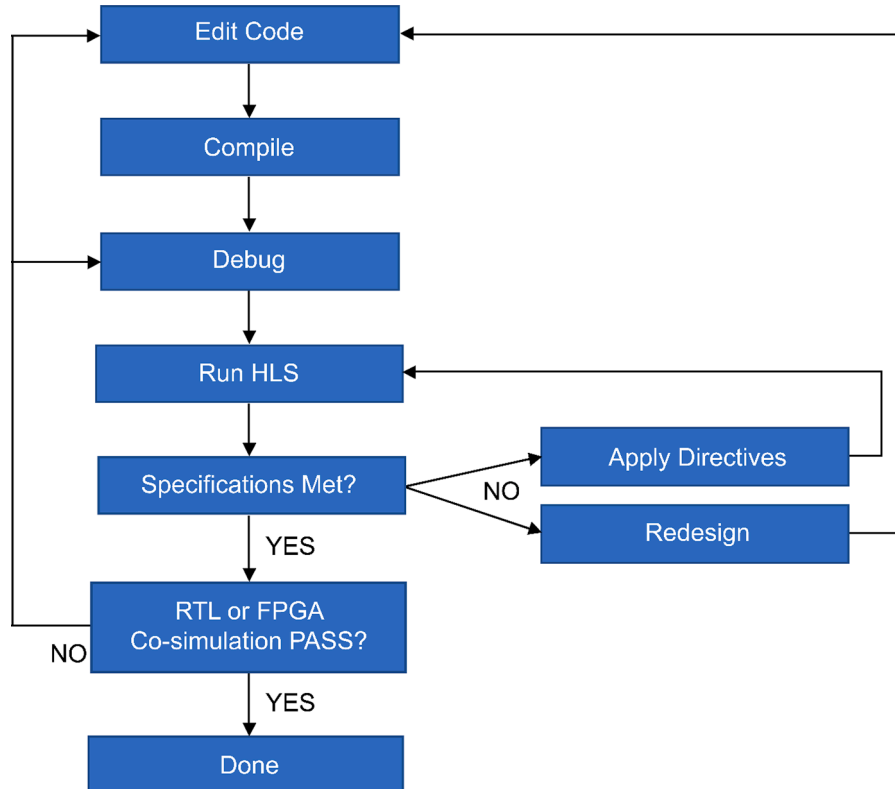 Edit Code
Compile
Debug
Run HLS
Specifications Met?
NO
Apply Directives
Redesign
YES
RTL or FPGA
Co-simulation PASS?
NO
YES
Done